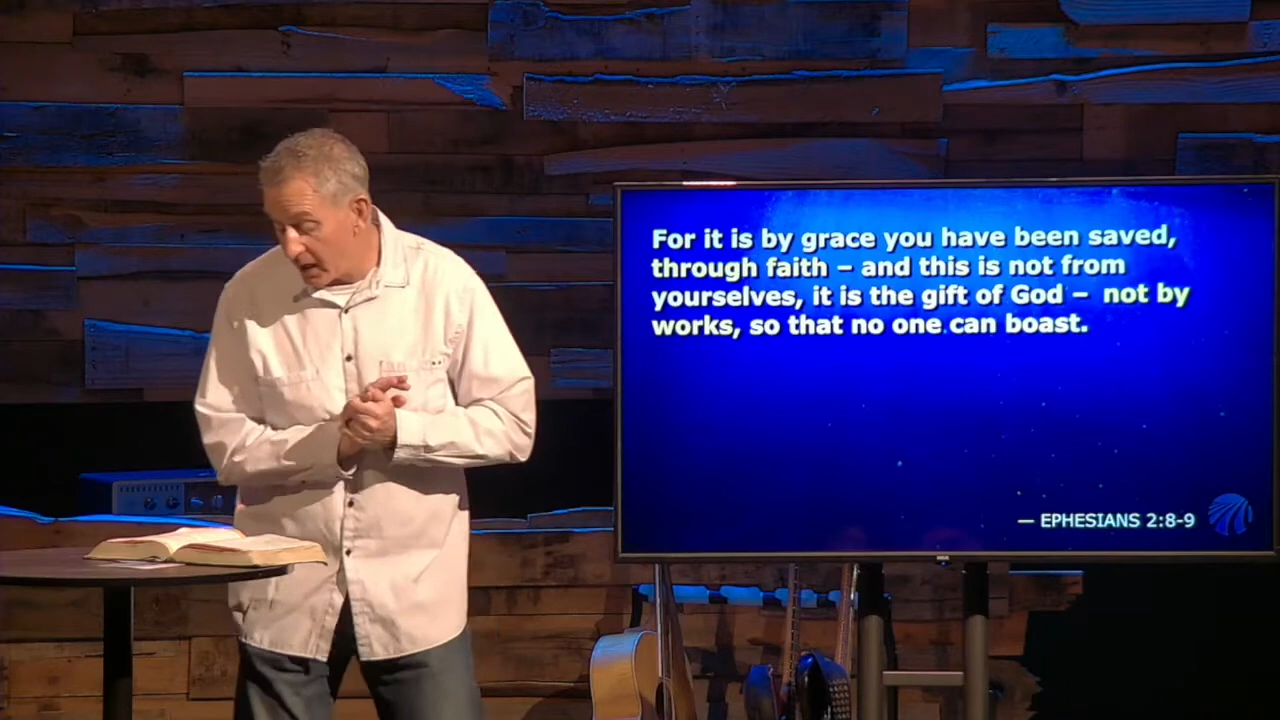 For it is by grace you have been saved,
through faith – and this is not from
yourselves, it is the gift of God – not by
works, so that no one can boast.
— EPHESIANS 2:8-9